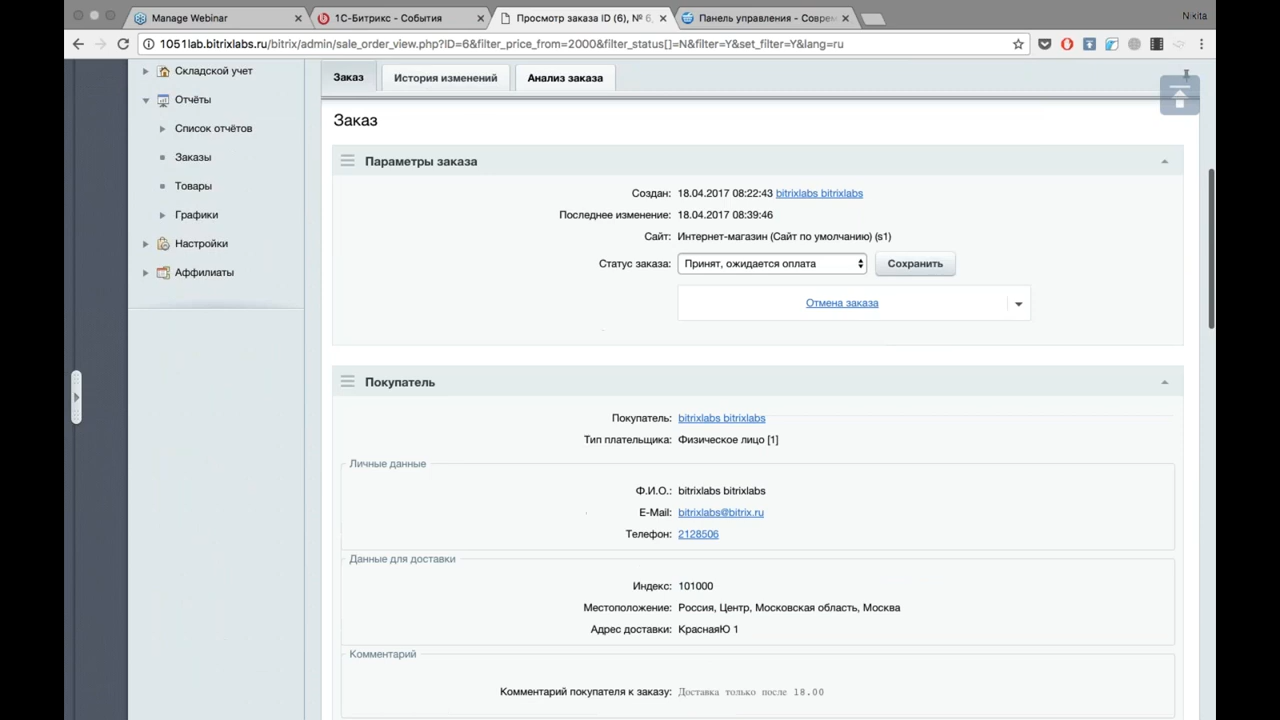 Manage Webinar
1С-Битрикс - События
Просмотр заказа ID (6), № 6,
Панель управления - Соврем
Nikita
1051lab.bitrixlabs.ru/bitrix/admin/sale_order_view.php?ID=6&filter_price_from=2000&filter_status[]=N&filter=Y&set_filter=Y&lang=ru
Складской учет
Отчёты
Список отчётов
Заказы
Товары
Графики
Настройки
Аффилиаты
Заказ
История изменений
Анализ заказа
Заказ
Параметры заказа
Создан: 18.04.2017 08:22:43 bitrixlabs bitrixlabs
Последнее изменение: 18.04.2017 08:39:46
Сайт: Интернет-магазин (Сайт по умолчанию) (s1)
Статус заказа: Принят, ожидается оплата Сохранить
Отмена заказа
Покупатель
Покупатель: bitrixlabs bitrixlabs
Тип плательщика: Физическое лицо [1]
Личные данные
Ф.И.О.: bitrixlabs bitrixlabs
E-Mail: bitrixlabs@bitrix.ru
Телефон: 2128506
Данные для доставки
Индекс: 101000
Местоположение: Россия, Центр, Московская область, Москва
Адрес доставки: КраснаяЮ 1
Комментарий
Комментарий покупателя к заказу: Доставка только после 18.00